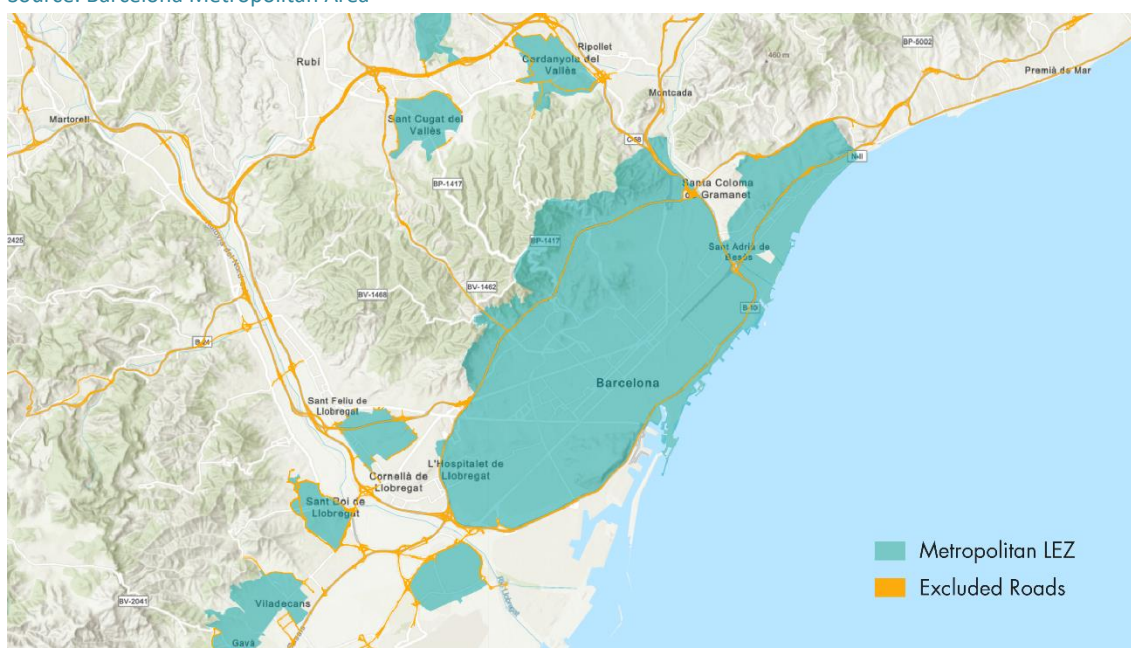 Source: Barcelona Metropolitan Area
BP-5002
Ripollet
460 m
Rubí
Cerdanyola del
Vallès
Premià de Mar
Montcada
Martorell
Sant Cugat del
Vallès
C-58
N-II
Santa Coloma
de Gramanet
BP-1417
2425
BP-1417
Sant Adrià de
Besòs
BV-1462
BV-1468
B-10
B-24
Barcelona
Sant Feliu de
Llobregat
L'Hospitalet de
Llobregat
Cornellà de
Llobregat
Sant Boi de
Llobregat
Metropolitan LEZ
Excluded Roads
BV-2041
Viladecans
Gavà